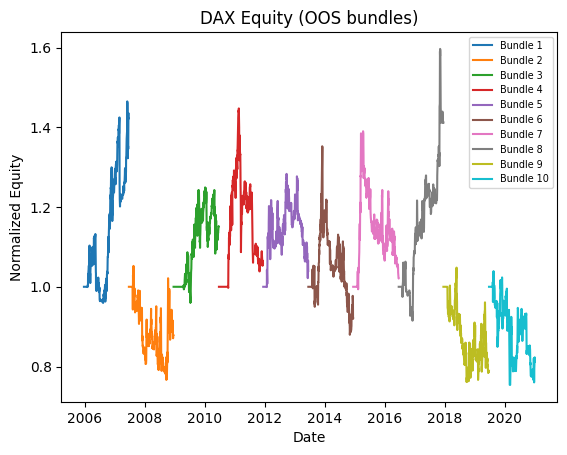 DAX Equity (OOS bundles)
Normalized Equity
1.6
1.4
1.2
1.0
0.8
Bundle 1
Bundle 2
Bundle 3
Bundle 4
Bundle 5
Bundle 6
Bundle 7
Bundle 8
Bundle 9
Bundle 10
2006 2008 2010 2012 2014 2016 2018 2020
Date